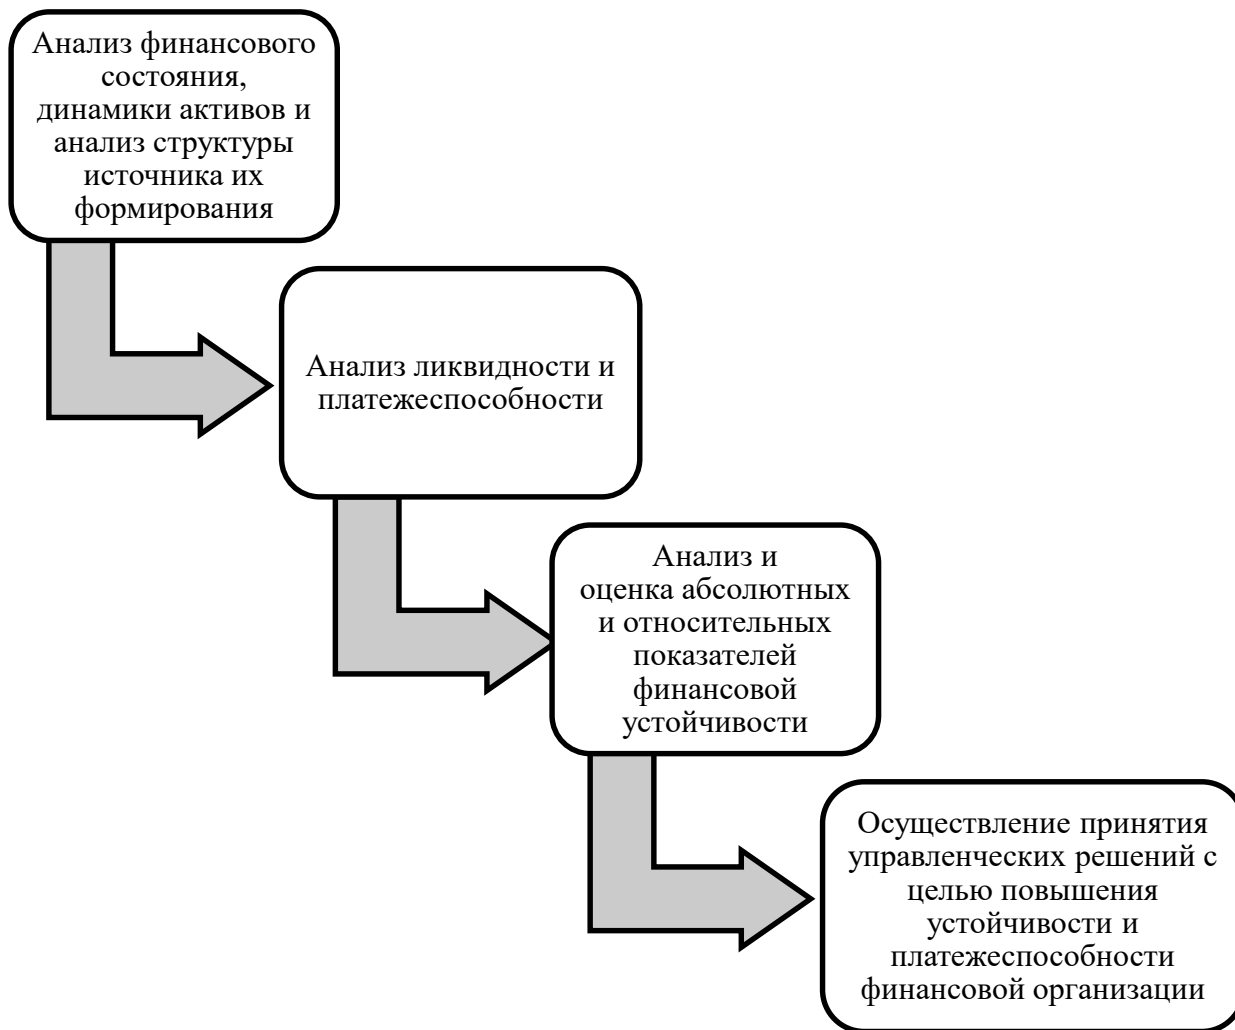 Анализ финансового
состояния,
динамики активов и
анализ структуры
источника их
формирования
Анализ ликвидности и
платежеспособности
Анализ и
оценка абсолютных
и относительных
показателей
финансовой
устойчивости
Осуществление принятия
управленческих решений с
целью повышения
устойчивости и
платежеспособности
финансовой организации